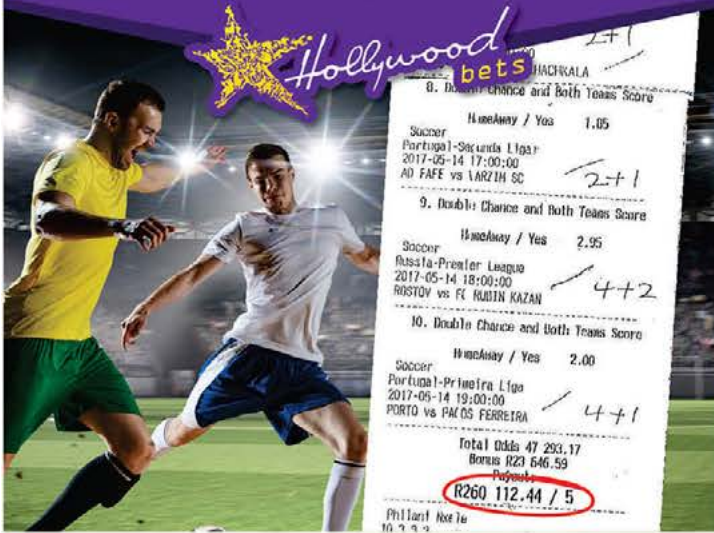 Hollywood
bets
2+1
HACHKALA
8. Double Chance and Both Teams Score
HomeAway / Yes 1.85
Soccer
Portugal-Segunda Liga
2017-05-14 17:00:00
AD FAFE vs VARZIM SC
2+1
9. Double Chance and Both Teams Score
HomeAway / Yes 2.95
Soccer
Russia-Premier League
2017-05-14 18:00:00
ROSTOV vs FC RUBIN KAZAN
4+2
10. Double Chance and Both Teams Score
HomeAway / Yes 2.00
Soccer
Portugal-Primeira Liga
2017-05-14 19:00:00
PORTO vs PACOS FERREIRA
4+1
Total Odds 47 293.17
Bonus R23 646.59
Payout:
R260 112.44 / 5